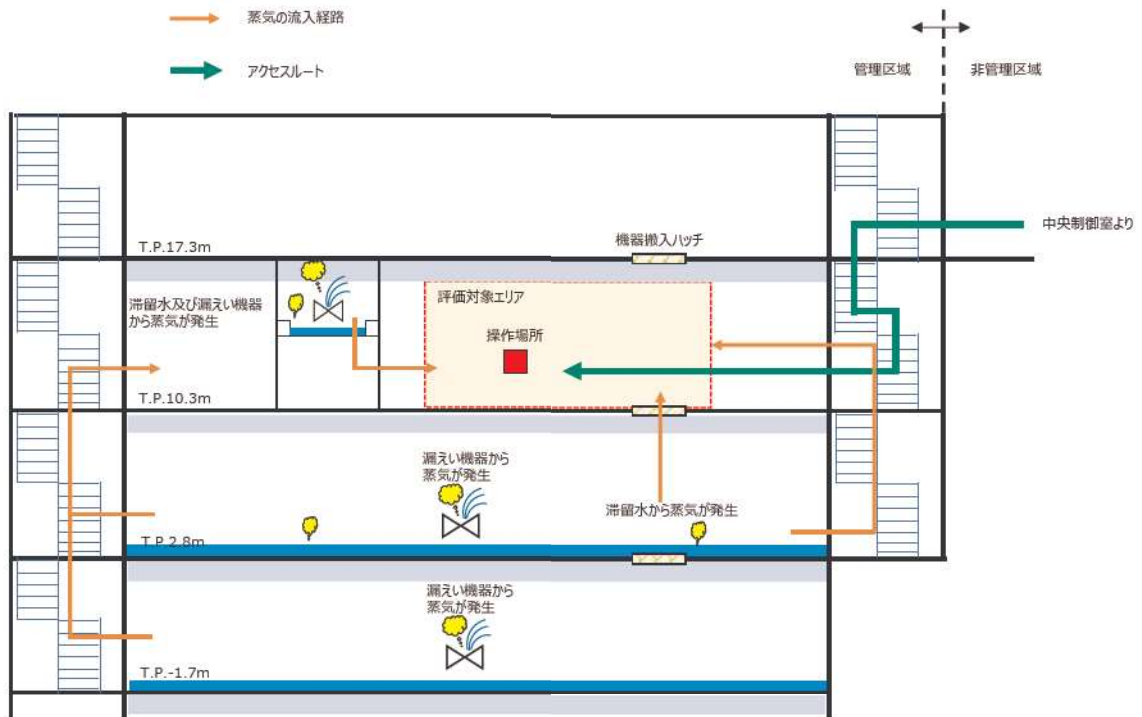 蒸気の流入経路
アクセスルート
管理区域
非管理区域
中央制御室より
T.P.17.3m
機器搬入ハッチ
滞留水及び漏えい機器
から蒸気が発生
評価対象エリア
操作場所
T.P.10.3m
漏えい機器から
蒸気が発生
滞留水から蒸気が発生
T.P.2.8m
漏えい機器から
蒸気が発生
T.P.-1.7m